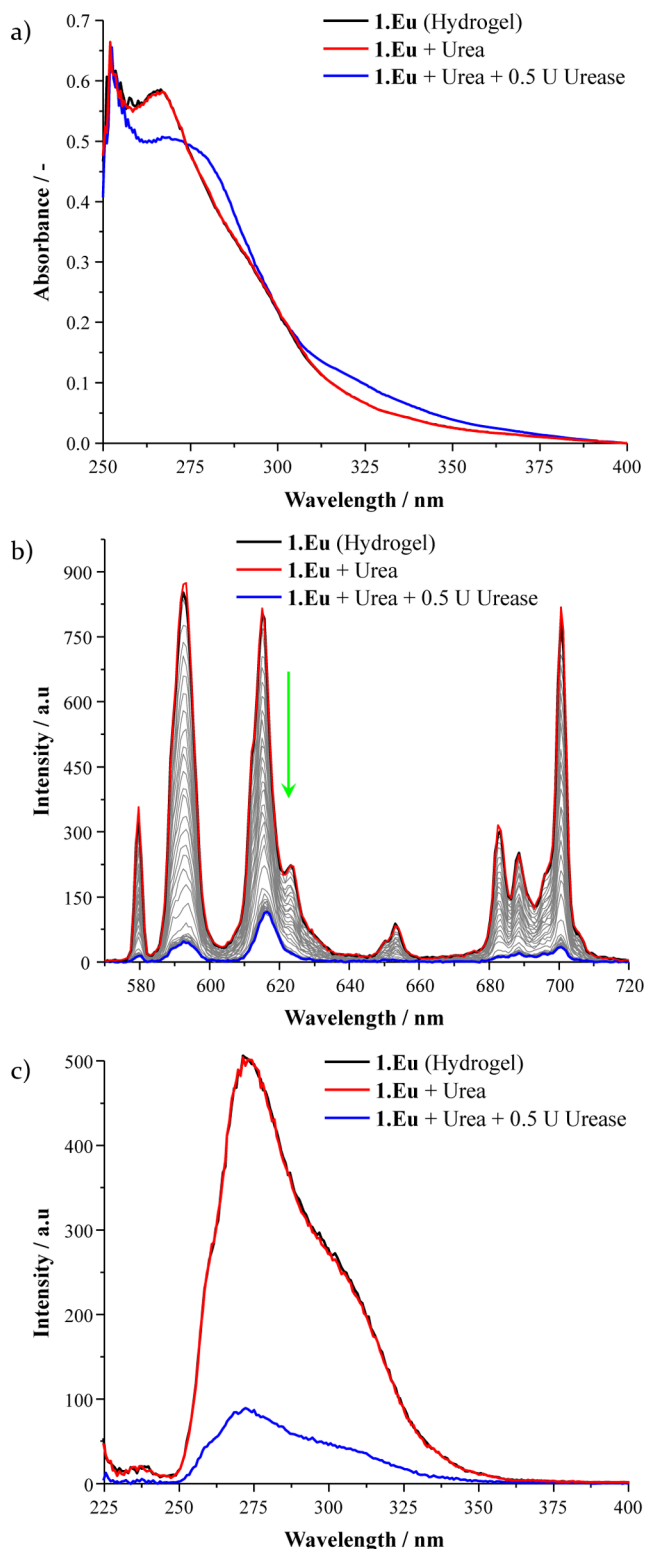 a)
1.Eu (Hydrogel)
1.Eu + Urea
1.Eu + Urea + 0.5 U Urease
0.7
0.6
0.5
0.4
0.3
0.2
0.1
0.0
Absorbance / -
250 275 300 325 350 375 400
Wavelength / nm
b)
1.Eu (Hydrogel)
1.Eu + Urea
1.Eu + Urea + 0.5 U Urease
900
750
600
450
300
150
0
Intensity / a.u
580 600 620 640 660 680 700 720
Wavelength / nm
c)
1.Eu (Hydrogel)
1.Eu + Urea
1.Eu + Urea + 0.5 U Urease
500
400
300
200
100
0
Intensity / a.u
225 250 275 300 325 350 375 400
Wavelength / nm